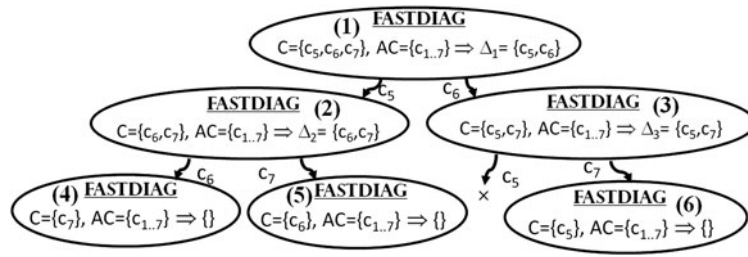 (1)
FASTDIAG
C={c₅,c₆,c₇}, AC={c₁..₇} ⇒ Δ₁= {c₅,c₆}
c₅
c₆
FASTDIAG (2)
C={c₆,c₇}, AC={c₁..₇} ⇒ Δ₂= {c₆,c₇}
FASTDIAG (3)
C={c₅,c₇}, AC={c₁..₇} ⇒ Δ₃= {c₅,c₇}
c₆
c₇
c₅
c₇
×
(4) FASTDIAG
C={c₇}, AC={c₁..₇} ⇒ {}
(5) FASTDIAG
C={c₆}, AC={c₁..₇} ⇒ {}
FASTDIAG (6)
C={c₅}, AC={c₁..₇} ⇒ {}